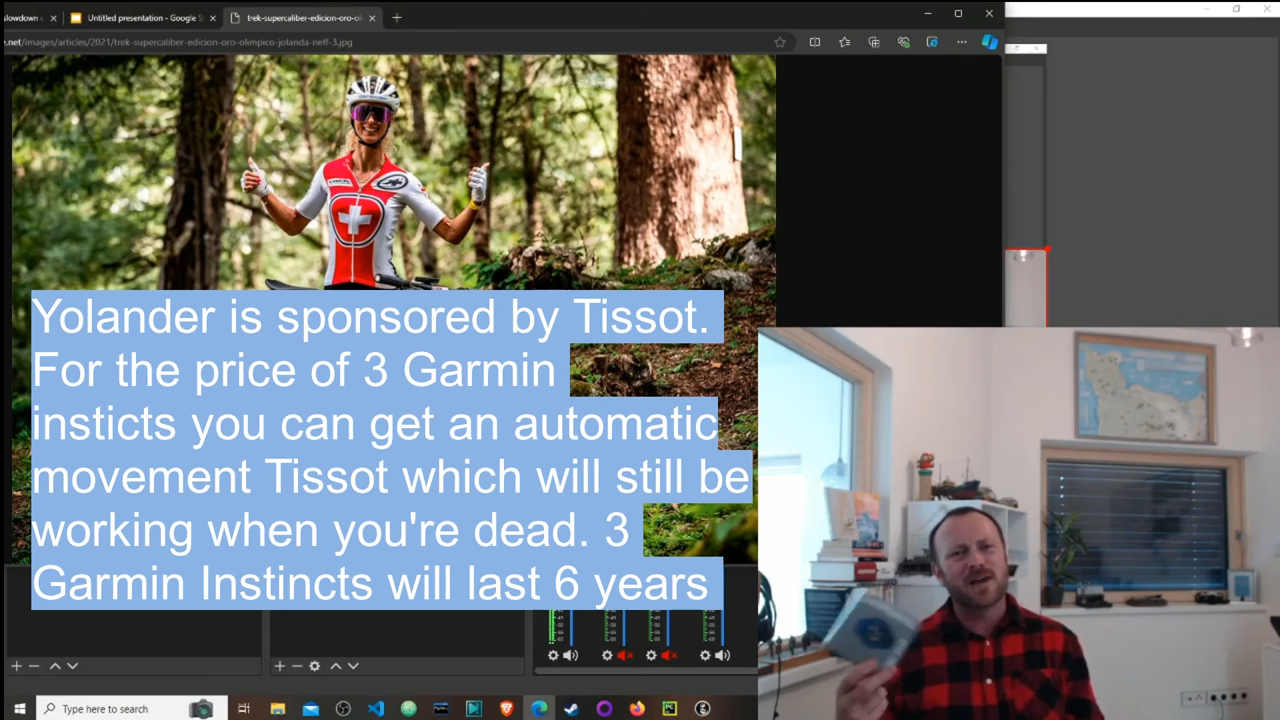 slowdown
Untitled presentation - Google S
trek-supercaliber-edicion-oro-ol
e.net/images/articles/2021/trek-supercaliber-edicion-oro-olimpico-jolanda-neff-3.jpg
Yolander is sponsored by Tissot.
For the price of 3 Garmin
insticts you can get an automatic
movement Tissot which will still be
working when you're dead. 3
Garmin Instincts will last 6 years
Type here to search